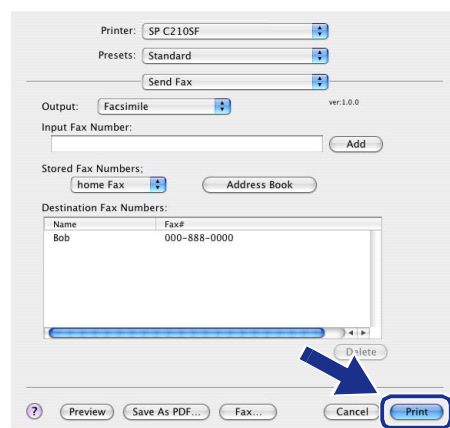 Printer: SP C210SF
Presets: Standard
Send Fax
Output: Facsimile ver:1.0.0
Input Fax Number:
Add
Stored Fax Numbers;
home Fax Address Book
Destination Fax Numbers:
Name Fax#
Bob 000-888-0000
Delete
? Preview Save As PDF... Fax... Cancel Print